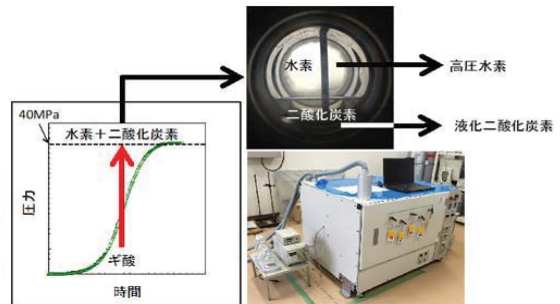 水素
高圧水素
二酸化炭素
液化二酸化炭素
40MPa
水素＋二酸化炭素
圧力
ギ酸
時間